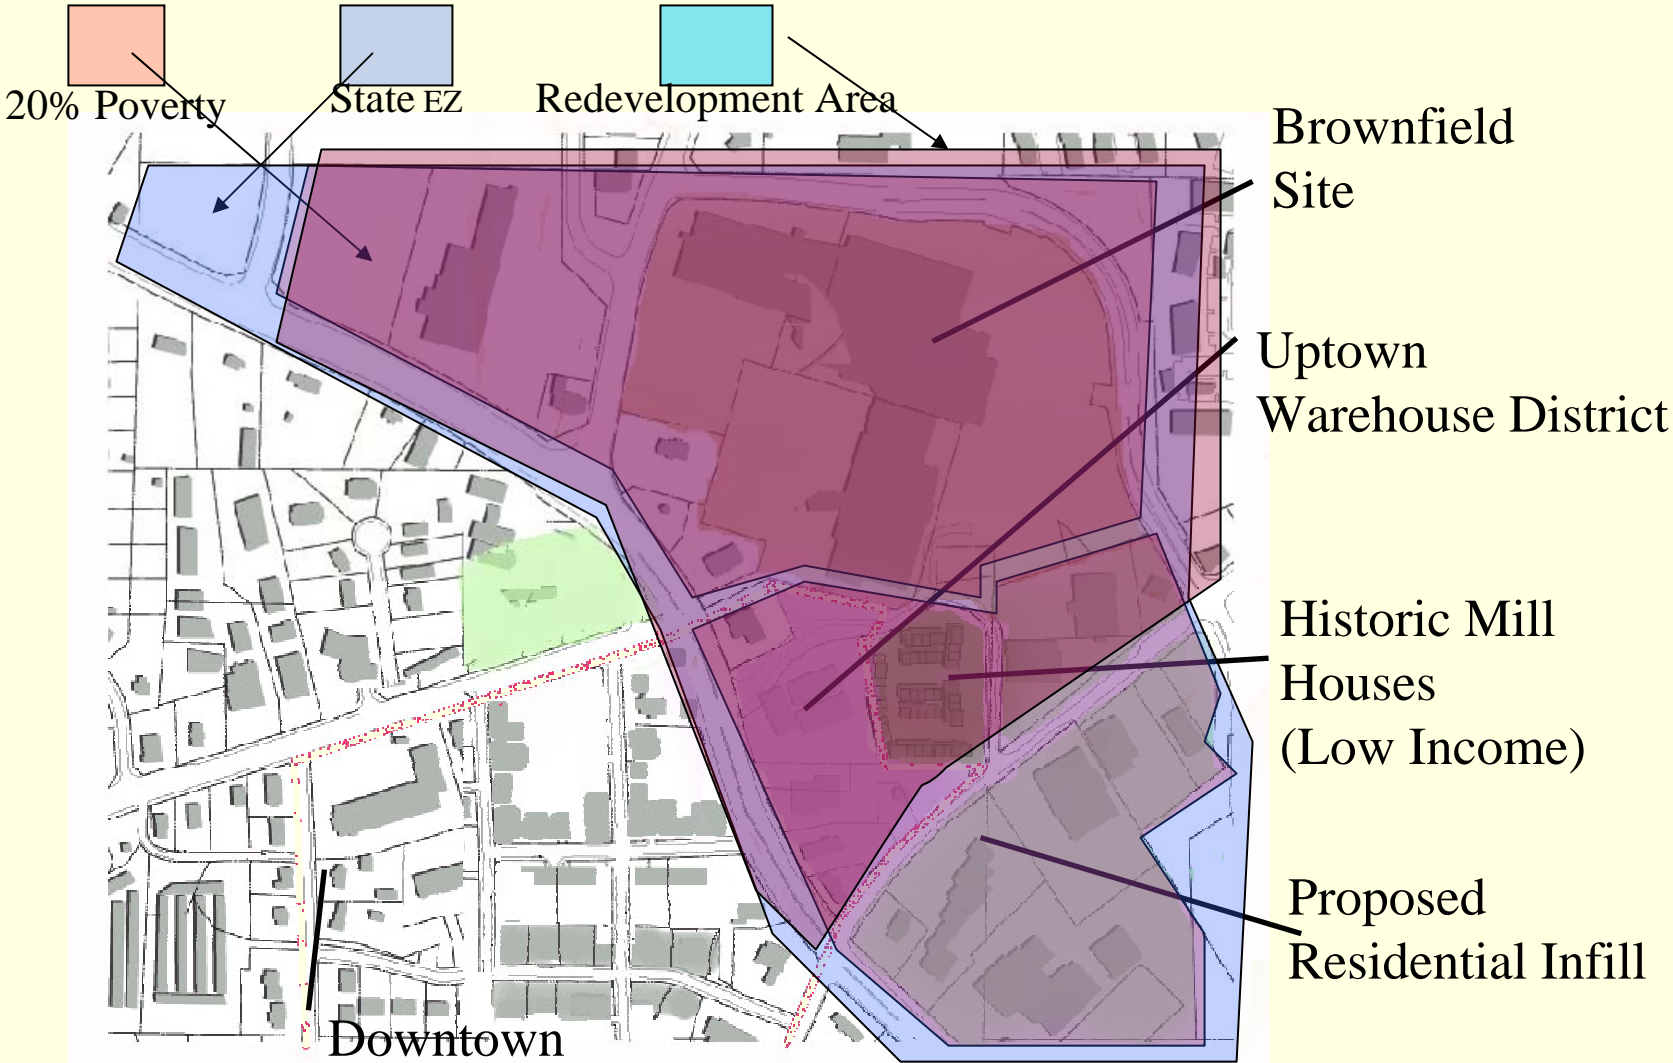 20% Poverty
State EZ
Redevelopment Area
Brownfield
Site
Uptown
Warehouse District
Historic Mill
Houses
(Low Income)
Proposed
Residential Infill
Downtown